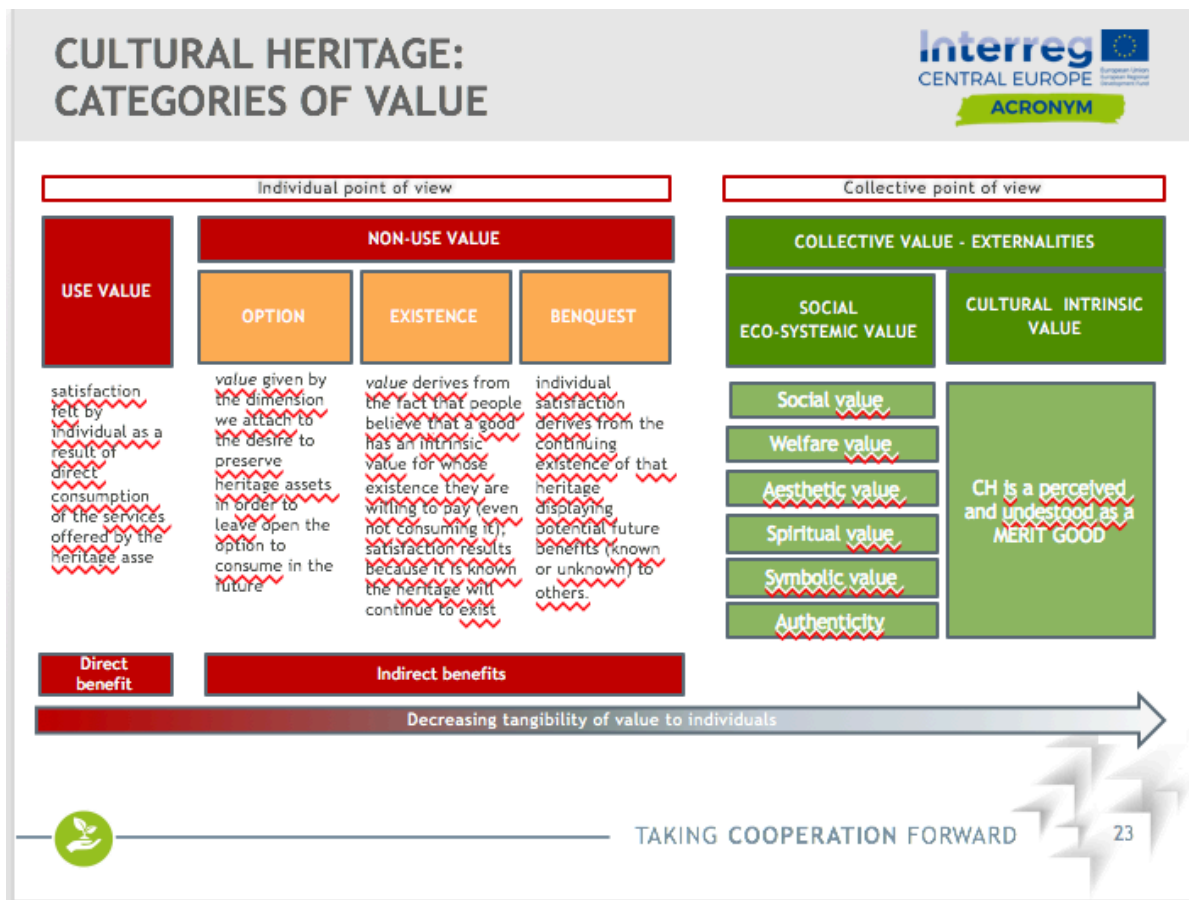 CULTURAL HERITAGE:
CATEGORIES OF VALUE
Interreg
CENTRAL EUROPE
European Union
European Regional
Development Fund
ACRONYM
Individual point of view
Collective point of view
USE VALUE
NON-USE VALUE
OPTION
EXISTENCE
BENQUEST
COLLECTIVE VALUE - EXTERNALITIES
SOCIAL
ECO-SYSTEMIC VALUE
CULTURAL INTRINSIC
VALUE
satisfaction
felt by
individual as a
result of
direct
consumption
of the services
offered by the
heritage asse
value given by
the dimension
we attach to
the desire to
preserve
heritage assets
in order to
leave open the
option to
consume in the
future
value derives from
the fact that people
believe that a good
has an intrinsic
value for whose
existence they are
willing to pay (even
not consuming it);
satisfaction results
because it is known
the heritage will
continue to exist
individual
satisfaction
derives from the
continuing
existence of that
heritage
displaying
potential future
benefits (known
or unknown) to
others.
Social value
Welfare value
Aesthetic value
Spiritual value
Symbolic value
Authenticity
CH is a perceived
and undestood as a
MERIT GOOD
Direct
benefit
Indirect benefits
Decreasing tangibility of value to individuals
TAKING COOPERATION FORWARD
23